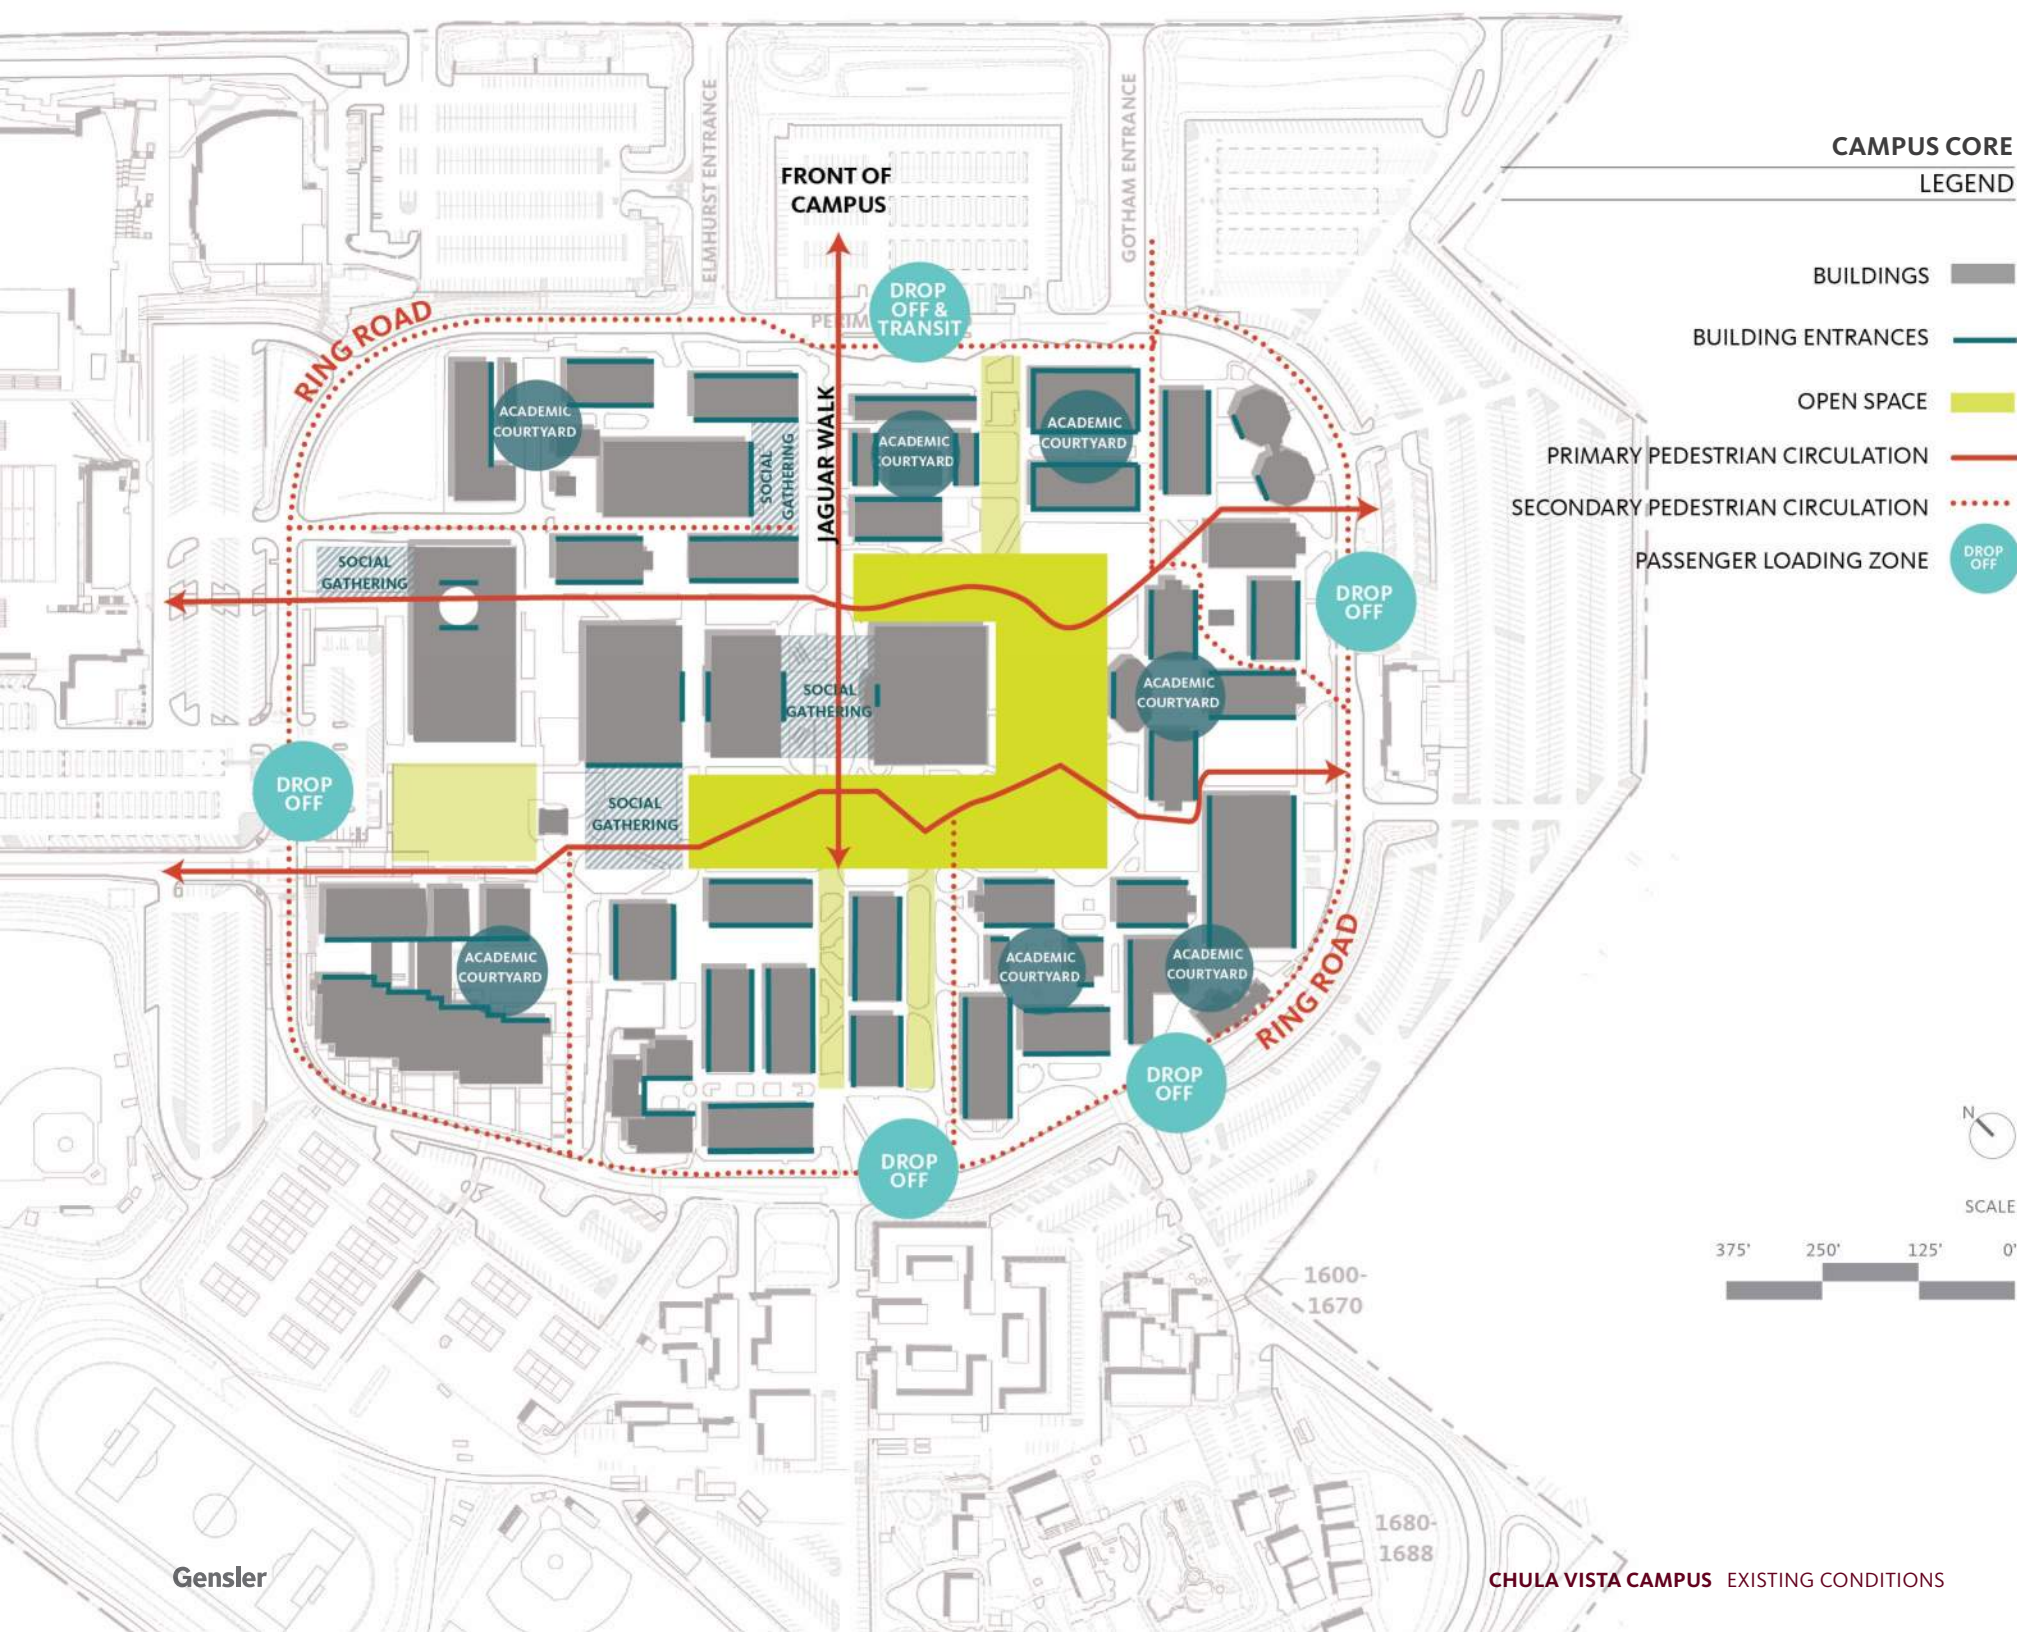 CAMPUS CORE
LEGEND
BUILDINGS
BUILDING ENTRANCES
OPEN SPACE
PRIMARY PEDESTRIAN CIRCULATION
SECONDARY PEDESTRIAN CIRCULATION
PASSENGER LOADING ZONE
DROP
OFF
ELMHURST ENTRANCE
GOTHAM ENTRANCE
FRONT OF
CAMPUS
DROP
OFF &
TRANSIT
PERIM
RING ROAD
JAGUAR WALK
ACADEMIC
COURTYARD
SOCIAL
GATHERING
ACADEMIC
OURTYARD
ACADEMIC
COURTYARD
SOCIAL
GATHERING
DROP
OFF
SOCIAL
GATHERING
ACADEMIC
COURTYARD
DROP
OFF
SOCIAL
GATHERING
ACADEMIC
COURTYARD
ACADEMIC
COURTYARD
ACADEMIC
COURTYARD
RING ROAD
DROP
OFF
DROP
OFF
N
SCALE
375' 250' 125' 0'
1600-
1670
1680-
1688
Gensler
CHULA VISTA CAMPUS EXISTING CONDITIONS